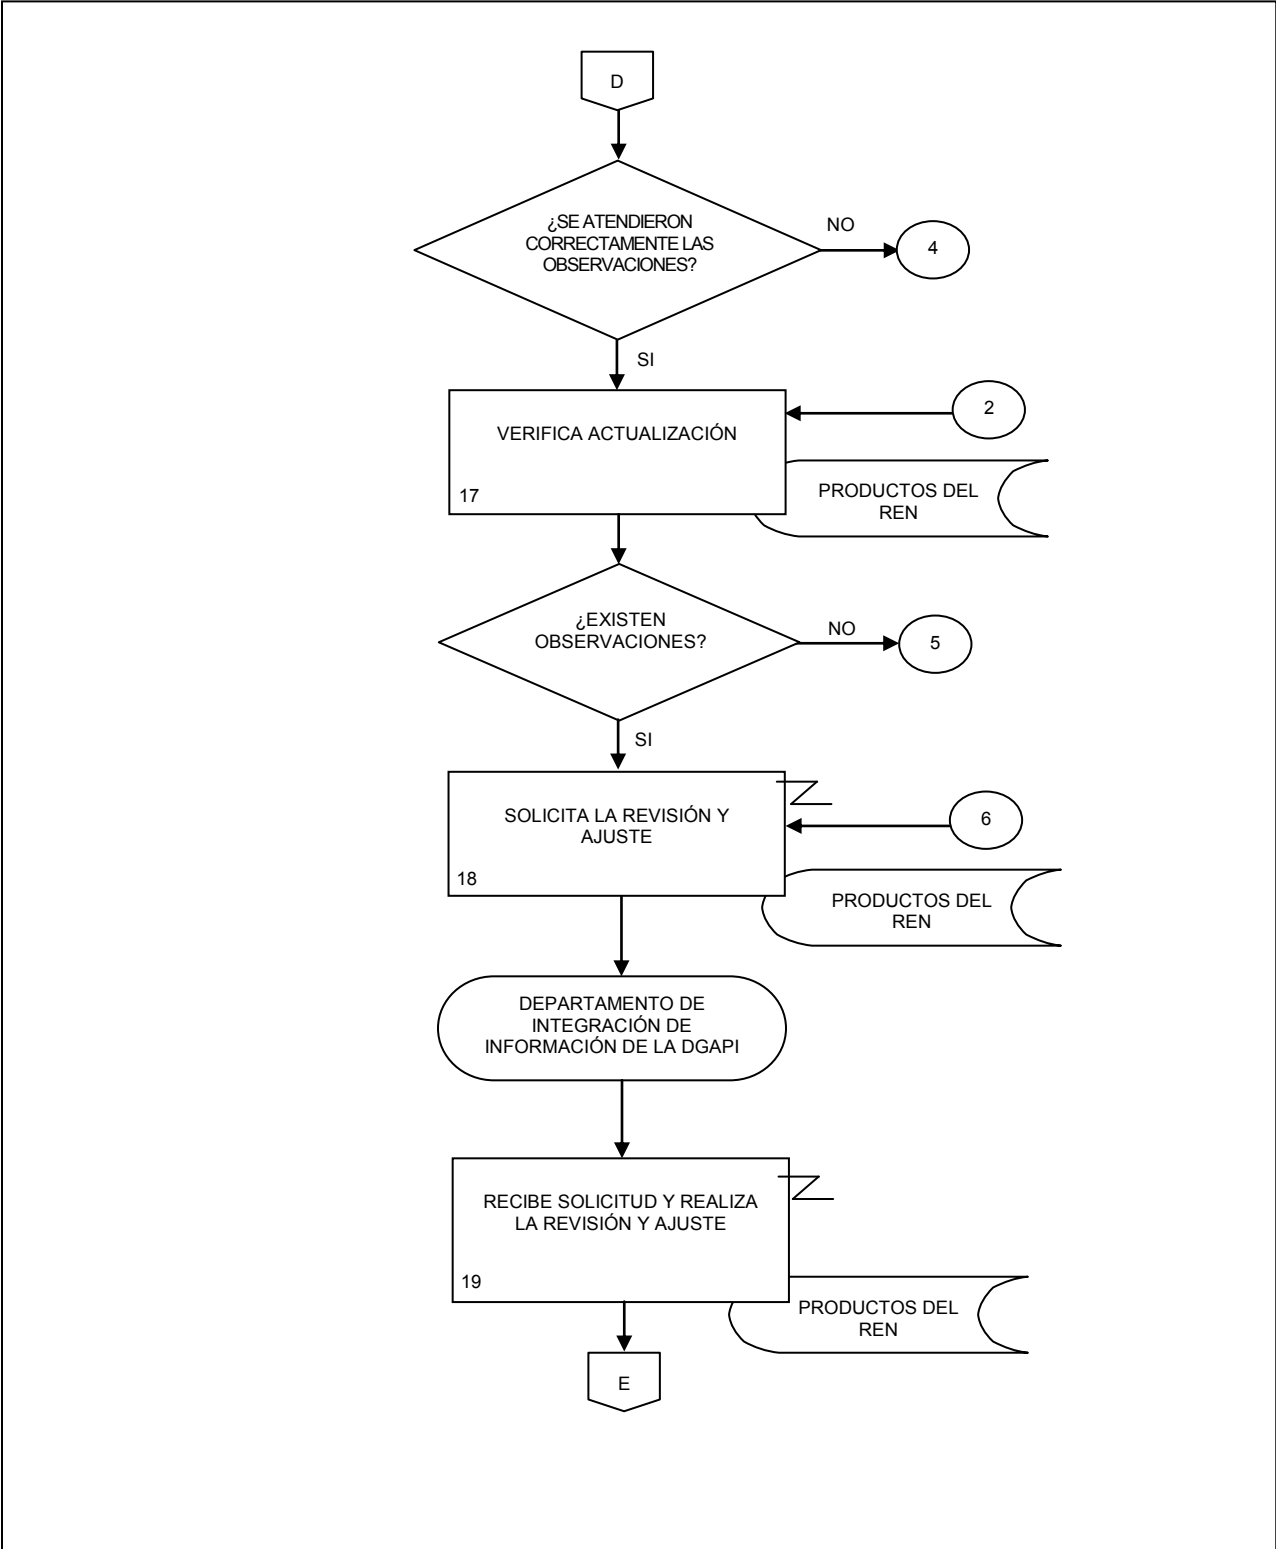 D
¿SE ATENDIERON
CORRECTAMENTE LAS
OBSERVACIONES?
NO
4
SI
2
VERIFICA ACTUALIZACIÓN
17
PRODUCTOS DEL
REN
¿EXISTEN
OBSERVACIONES?
NO
5
SI
SOLICITA LA REVISIÓN Y
AJUSTE
6
18
PRODUCTOS DEL
REN
DEPARTAMENTO DE
INTEGRACIÓN DE
INFORMACIÓN DE LA DGAPI
RECIBE SOLICITUD Y REALIZA
LA REVISIÓN Y AJUSTE
19
PRODUCTOS DEL
REN
E